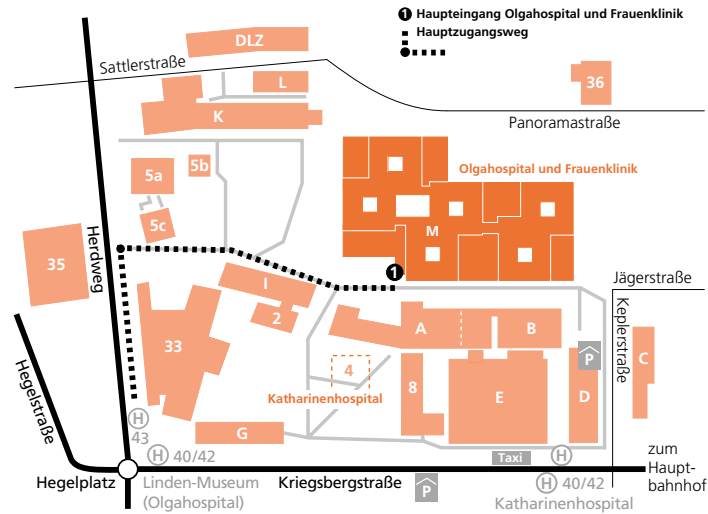 1 Haupteingang Olgahospital und Frauenklinik
Hauptzugangsweg
DLZ
Sattlerstraße
L
36
K
Panoramastraße
5b
5a
Olgahospital und Frauenklinik
5c
M
Herdweg
35
I
1
Jägerstraße
2
Keplerstraße
33
A
B
P
4
C
Hegelstraße
Katharinenhospital
8
E
D
H
43
G
H 40/42
Taxi
H
zum
Haupt-
bahnhof
Hegelplatz
Linden-Museum
(Olgahospital)
Kriegsbergstraße
P
H 40/42
Katharinenhospital